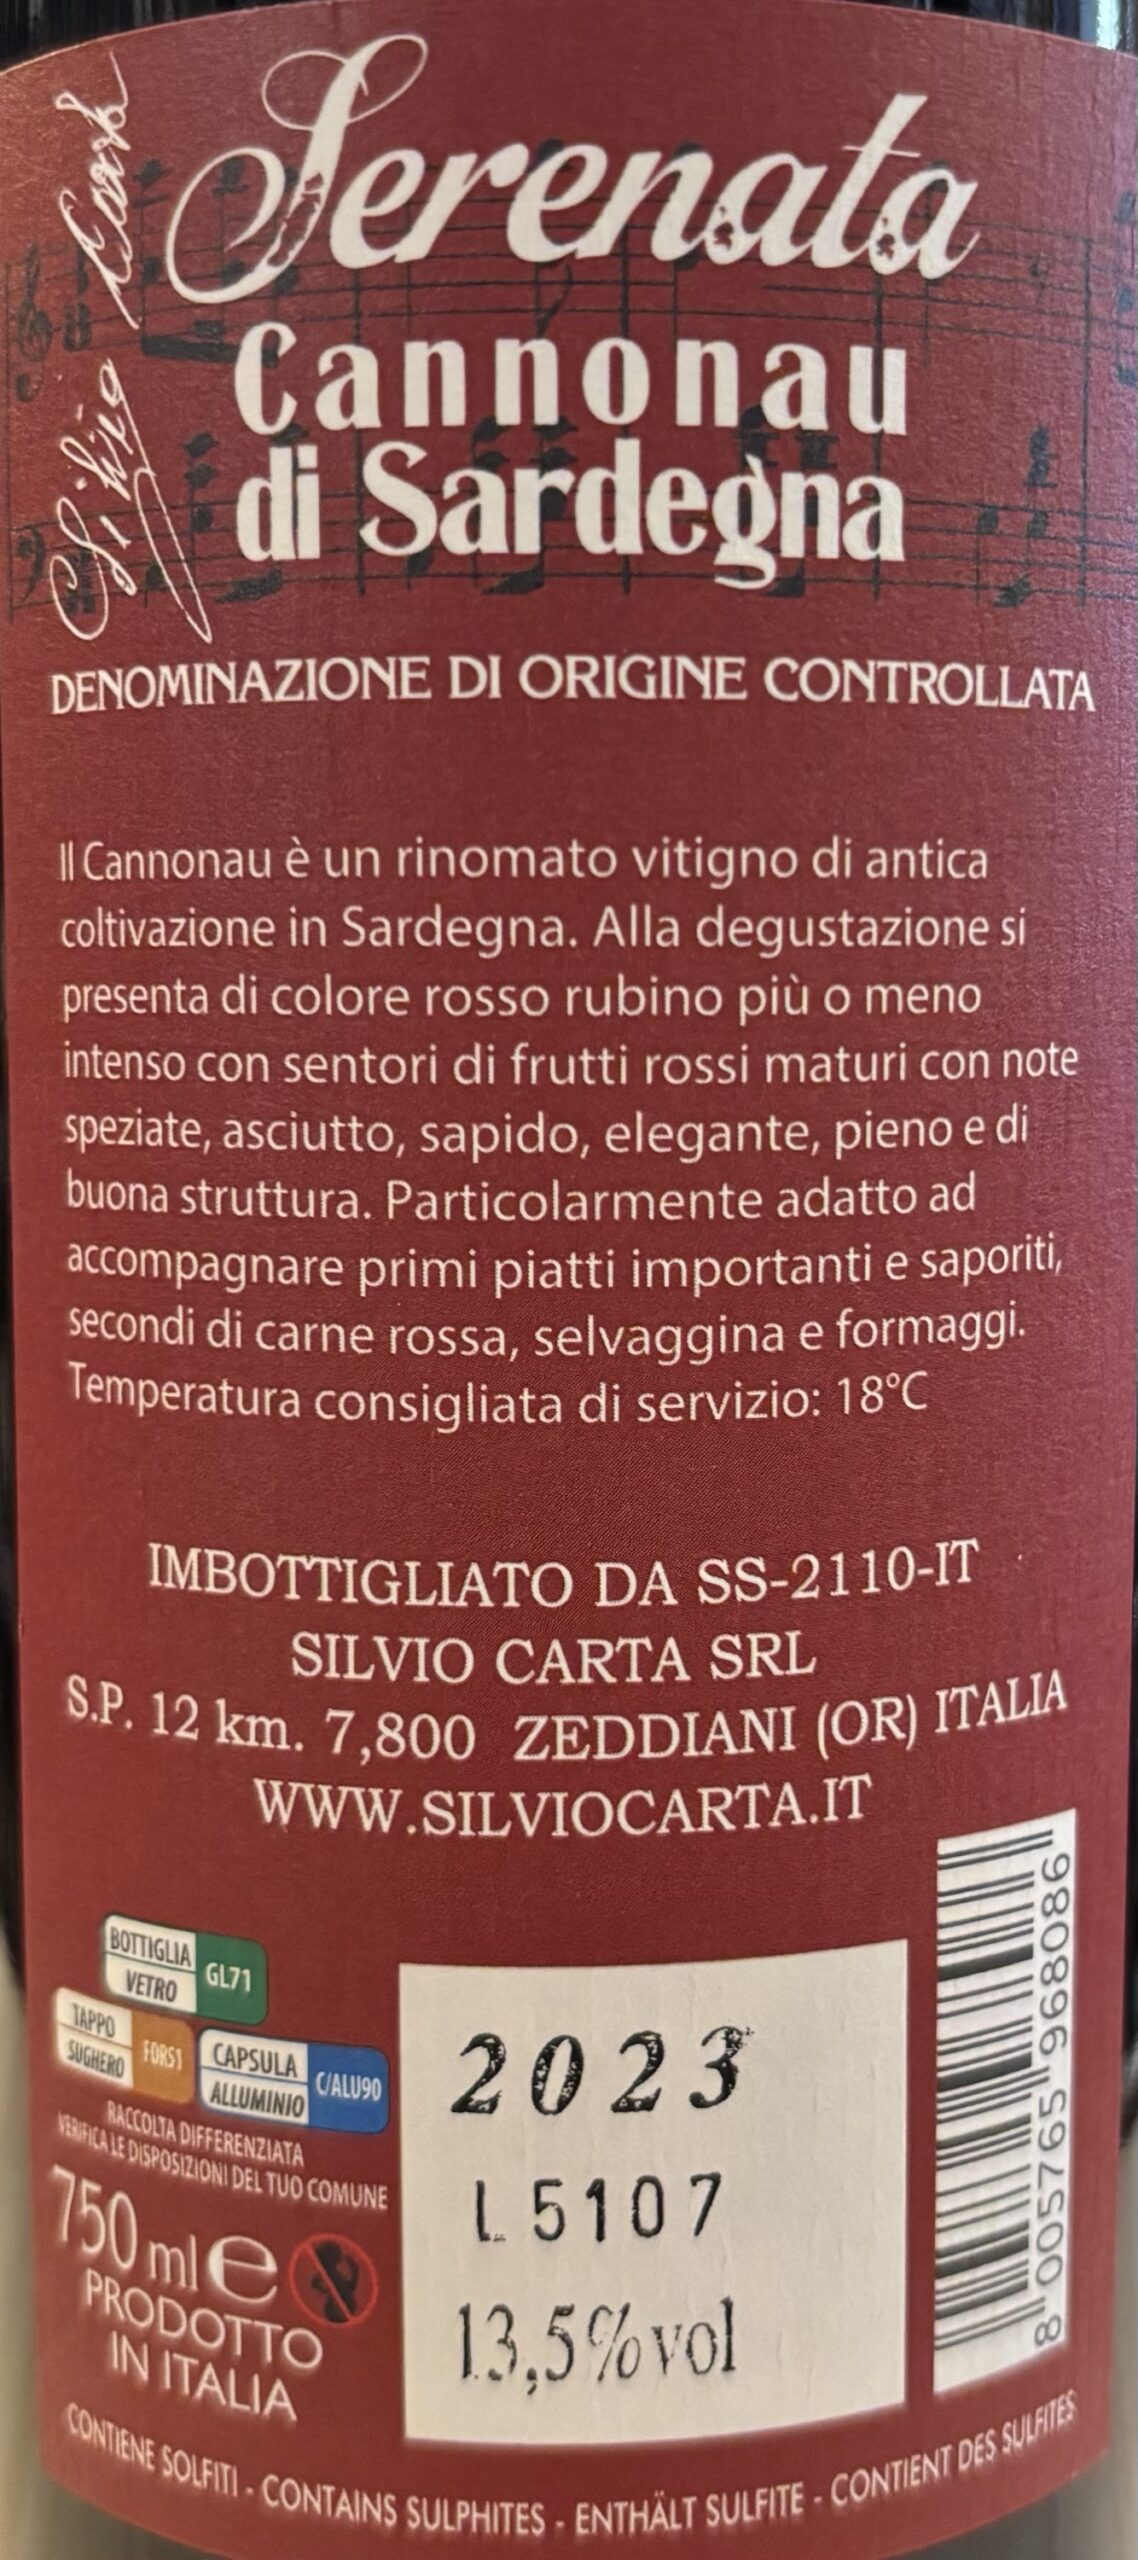 Silvio Carta
Serenata
Cannonau
di Sardegna
DENOMINAZIONE DI ORIGINE CONTROLLATA
Il Cannonau è un rinomato vitigno di antica
coltivazione in Sardegna. Alla degustazione si
presenta di colore rosso rubino più o meno
intenso con sentori di frutti rossi maturi con note
speziate, asciutto, sapido, elegante, pieno e di
buona struttura. Particolarmente adatto ad
accompagnare primi piatti importanti e saporiti,
secondi di carne rossa, selvaggina e formaggi.
Temperatura consigliata di servizio: 18°C
IMBOTTIGLIATO DA SS-2110-IT
SILVIO CARTA SRL
S.P. 12 km. 7,800 ZEDDIANI (OR) ITALIA
WWW.SILVIOCARTA.IT
BOTTIGLIA
VETRO
GL71
TAPPO
SUGHERO
FOR51
CAPSULA
ALLUMINIO
C/ALU90
RACCOLTA DIFFERENZIATA
VERIFICA LE DISPOSIZIONI DEL TUO COMUNE
750 ml e
PRODOTTO
IN ITALIA
2023
L 5107
13,5%vol
8 005765 968086
CONTIENE SOLFITI - CONTAINS SULPHITES - ENTHÄLT SULFITE - CONTIENT DES SULFITES